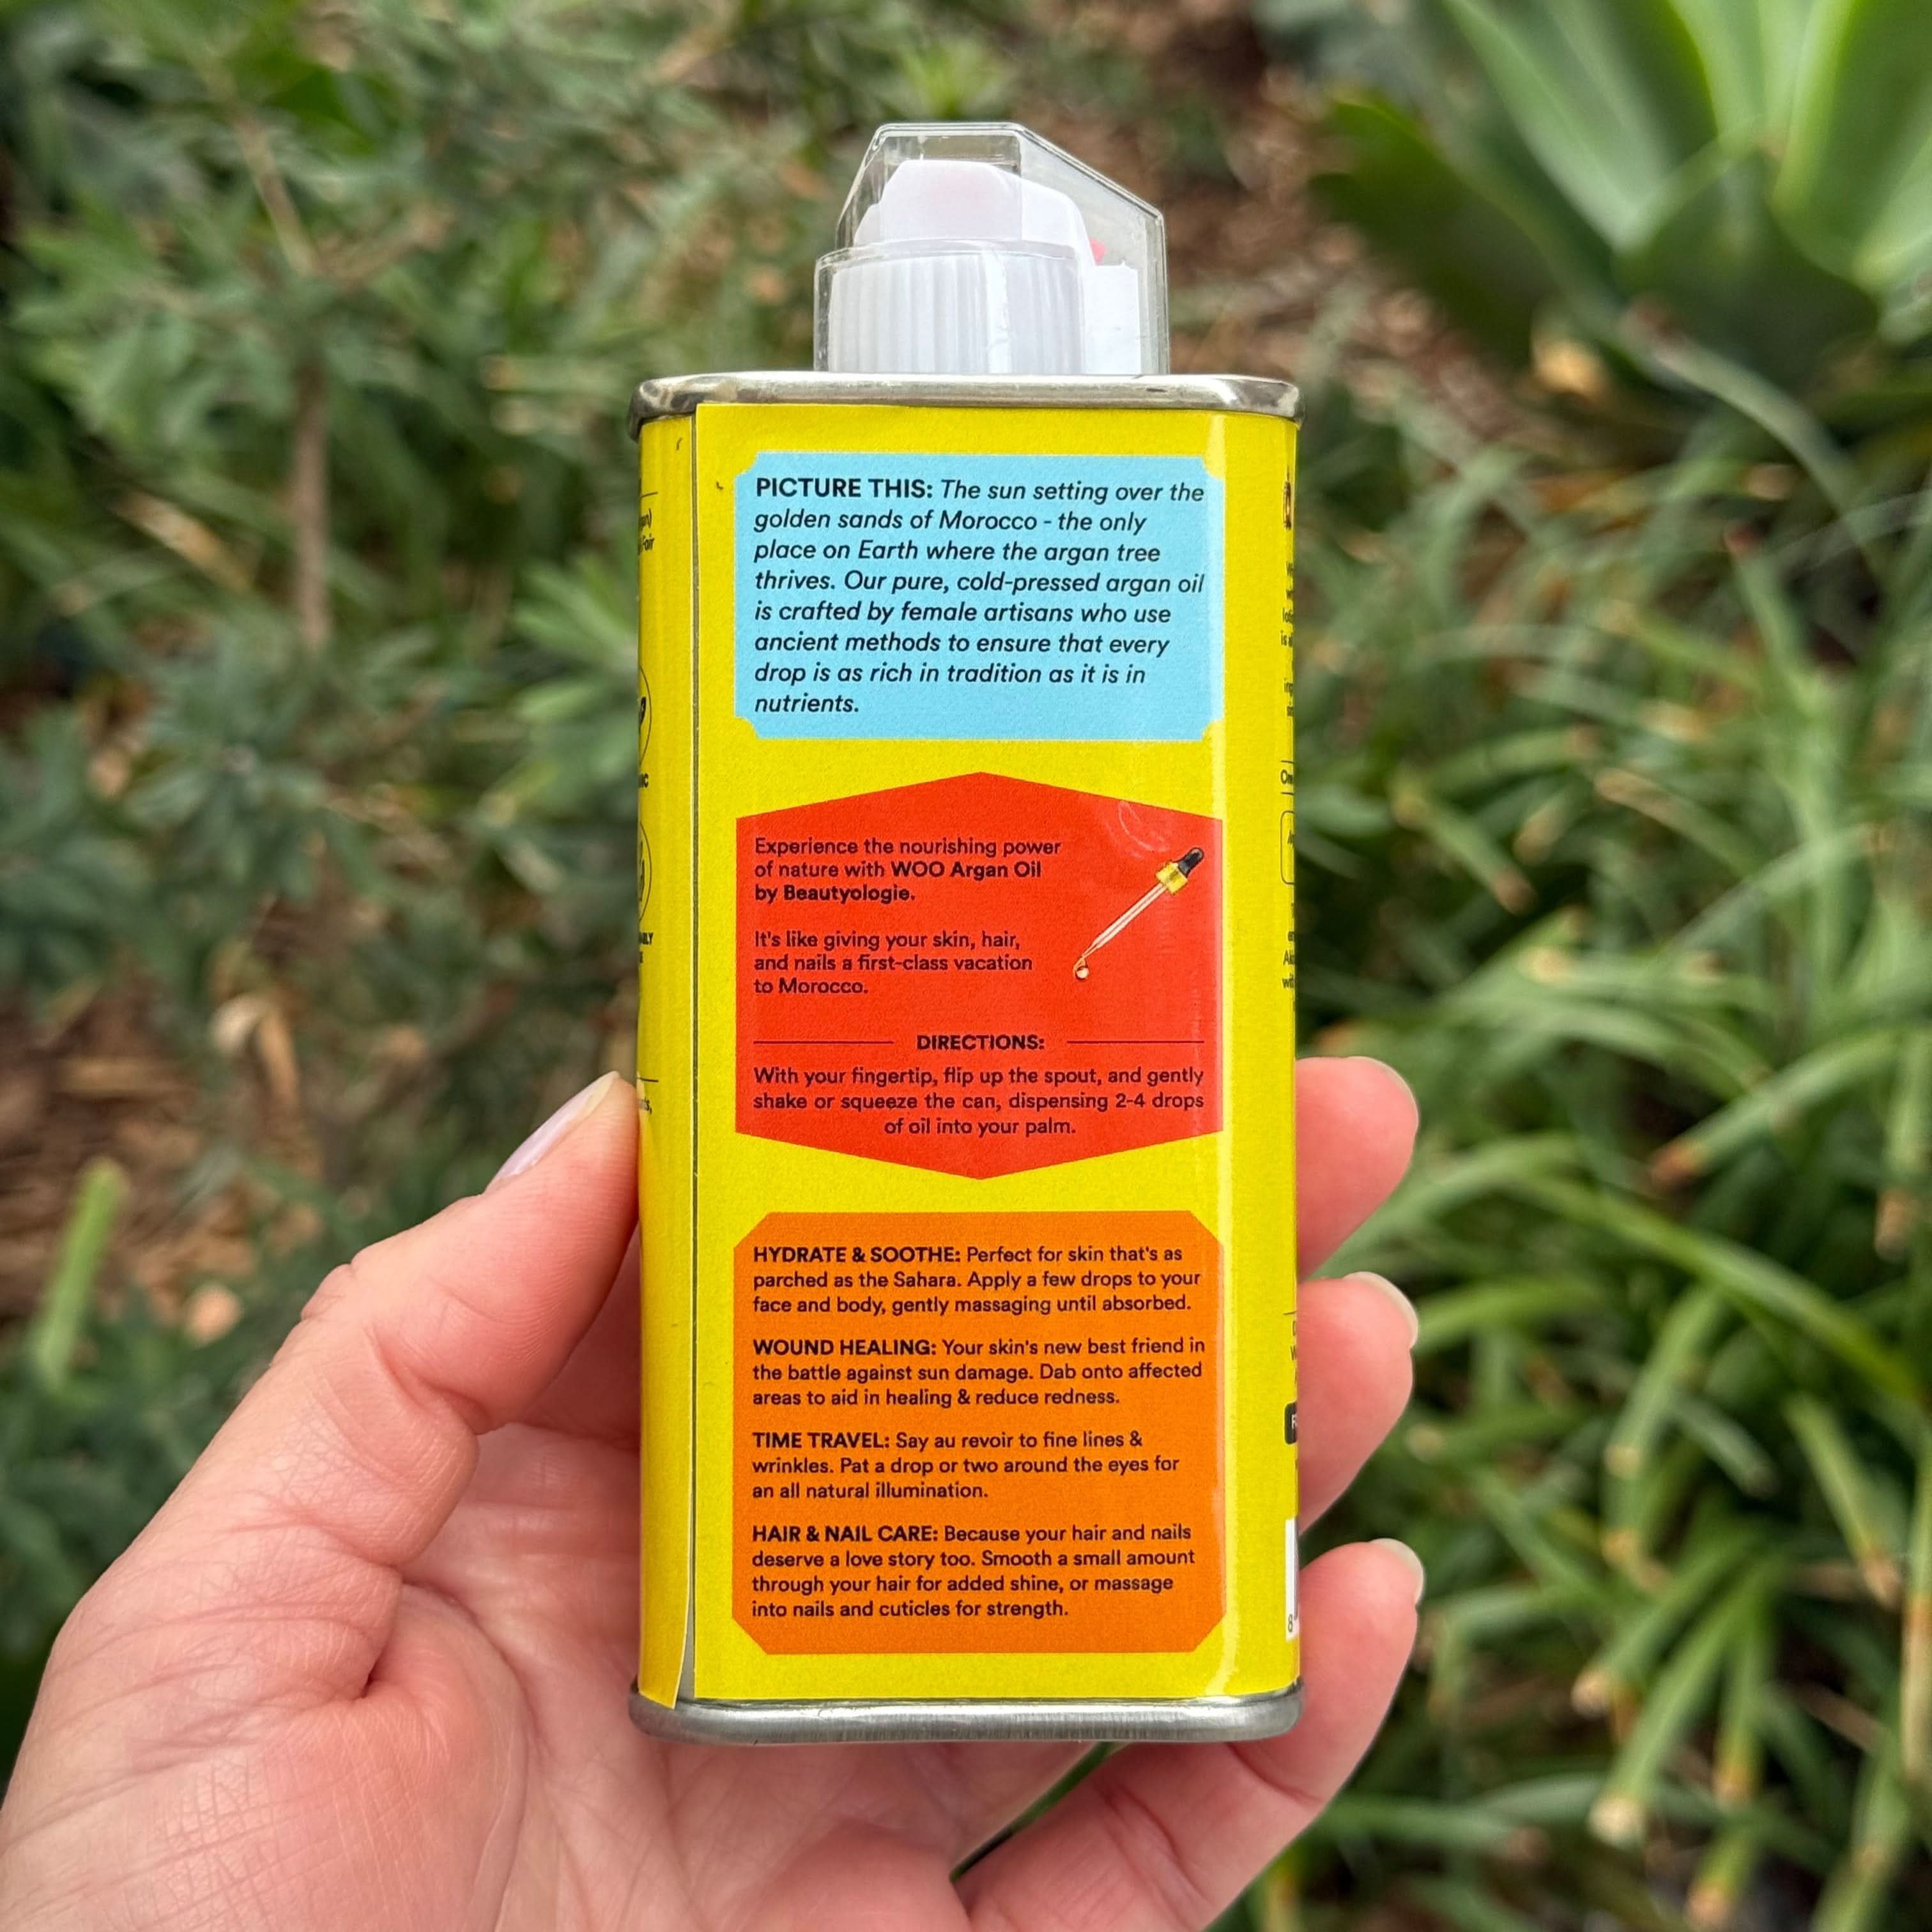 PICTURE THIS: The sun setting over the
golden sands of Morocco - the only
place on Earth where the argan tree
thrives. Our pure, cold-pressed argan oil
is crafted by female artisans who use
ancient methods to ensure that every
drop is as rich in tradition as it is in
nutrients.
Experience the nourishing power
of nature with WOO Argan Oil
by Beautyologie.
It's like giving your skin, hair,
and nails a first-class vacation
to Morocco.
DIRECTIONS:
With your fingertip, flip up the spout, and gently
shake or squeeze the can, dispensing 2-4 drops
of oil into your palm.
HYDRATE & SOOTHE: Perfect for skin that's as
parched as the Sahara. Apply a few drops to your
face and body, gently massaging until absorbed.
WOUND HEALING: Your skin's new best friend in
the battle against sun damage. Dab onto affected
areas to aid in healing & reduce redness.
TIME TRAVEL: Say au revoir to fine lines &
wrinkles. Pat a drop or two around the eyes for
an all natural illumination.
HAIR & NAIL CARE: Because your hair and nails
deserve a love story too. Smooth a small amount
through your hair for added shine, or massage
into nails and cuticles for strength.